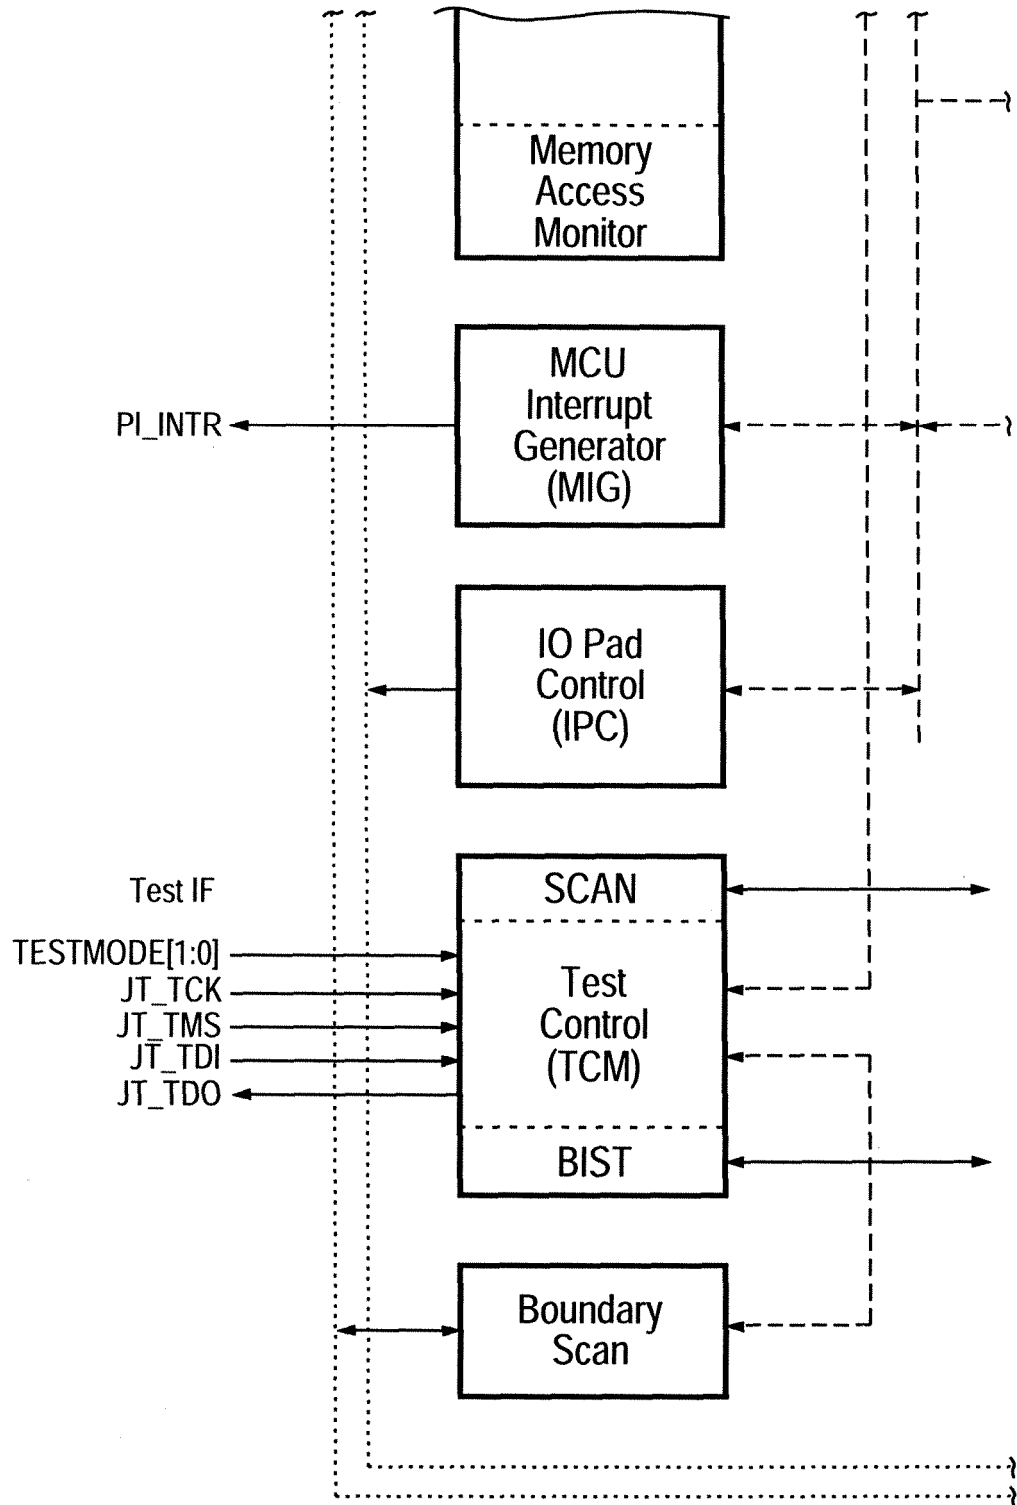 Memory
Access
Monitor
MCU
Interrupt
Generator
(MIG)
PI_INTR
IO Pad
Control
(IPC)
Test IF
TESTMODE[1:0]
JT_TCK
JT_TMS
JT_TDI
JT_TDO
SCAN
Test
Control
(TCM)
BIST
Boundary
Scan